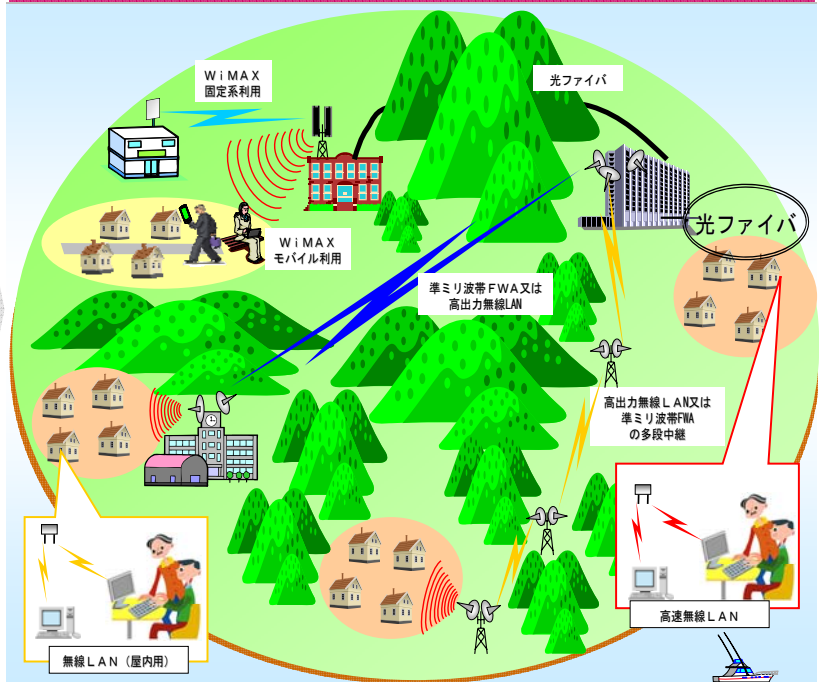 WiMAX
固定系利用
光ファイバ
光ファイバ
WiMAX
モバイル利用
準ミリ波帯FWA又は
高出力無線LAN
高出力無線LAN又は
準ミリ波帯FWA
の多段中継
高速無線LAN
無線LAN(屋内用)